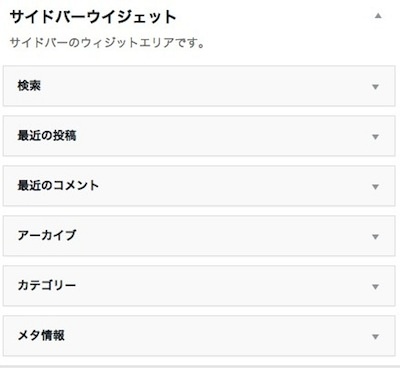 サイドバーウイジェット
サイドバーのウィジットエリアです。
検索
最近の投稿
最近のコメント
アーカイブ
カテゴリー
メタ情報